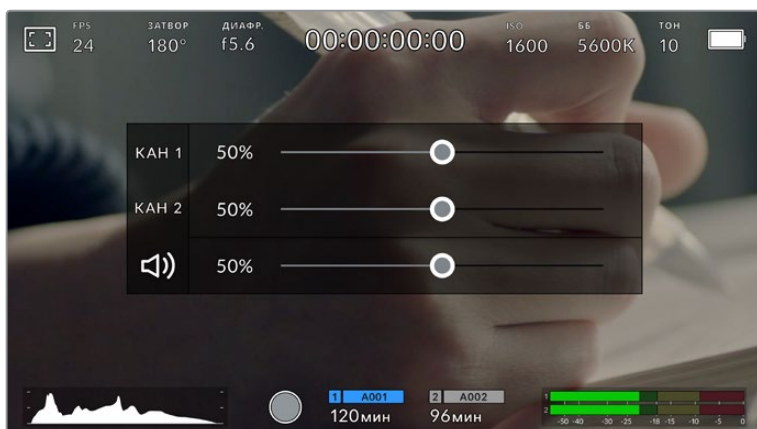 FPS ЗАТВОР ДИАФР. ISO ББ ТОН
24 180° f5.6 00:00:00:00 1600 5600K 10
КАН 1 50%
КАН 2 50%
50%
1 A001 2 A002
120мин 96мин
1
2
-50 -40 -30 -25 -18 -15 -10 -5 0